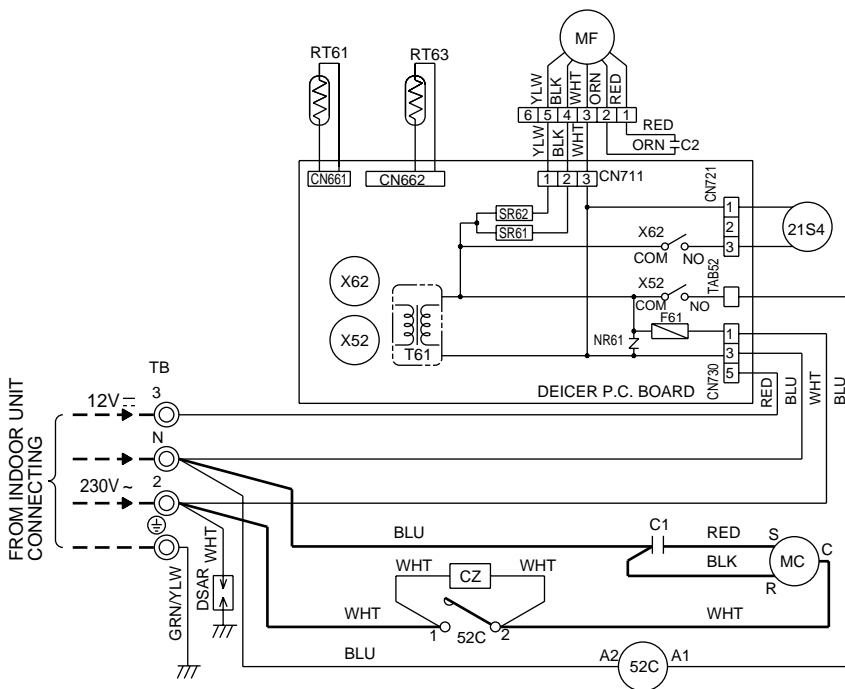 MF
RT61 RT63
YLW BLK WHT ORN RED
6 5 4 3 2 1
RED
YLW BLK WHT ORN C2
CN661 CN662 1 2 3 CN711 CN721
SR62 1
SR61 X62 2 21S4
COM NO 3
X62 X52 TAB52
COM NO
F61
X52 T61 NR61 1
3
DEICER P.C. BOARD CN730 5 RED BLU WHT BLU
TB
12V 3
N
230V ~ 2
FROM INDOOR UNIT
CONNECTING
WHT
GRN/YLW DSAR
BLU C1 RED S
WHT CZ WHT BLK MC C
R
WHT 1 52C 2 WHT
BLU A2 52C A1